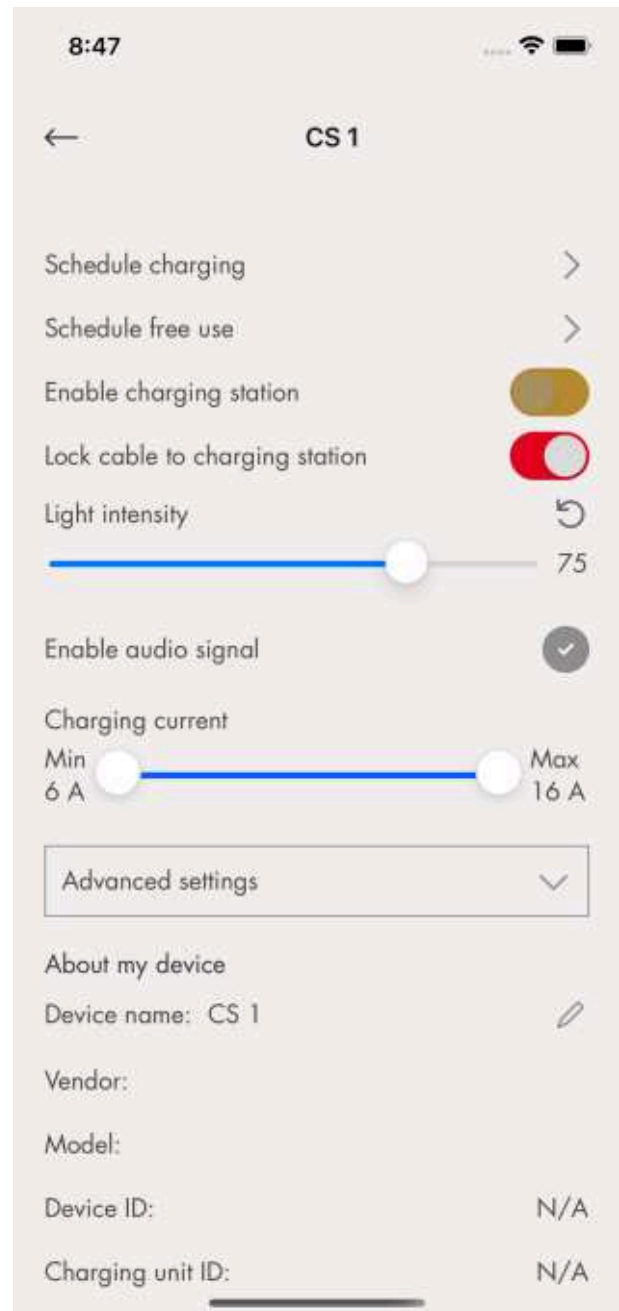 8:47
CS 1
Schedule charging
Schedule free use
Enable charging station
Lock cable to charging station
Light intensity
75
Enable audio signal
Charging current
Min Max
6 A 16 A
Advanced settings
About my device
Device name: CS 1
Vendor:
Model:
Device ID: N/A
Charging unit ID: N/A